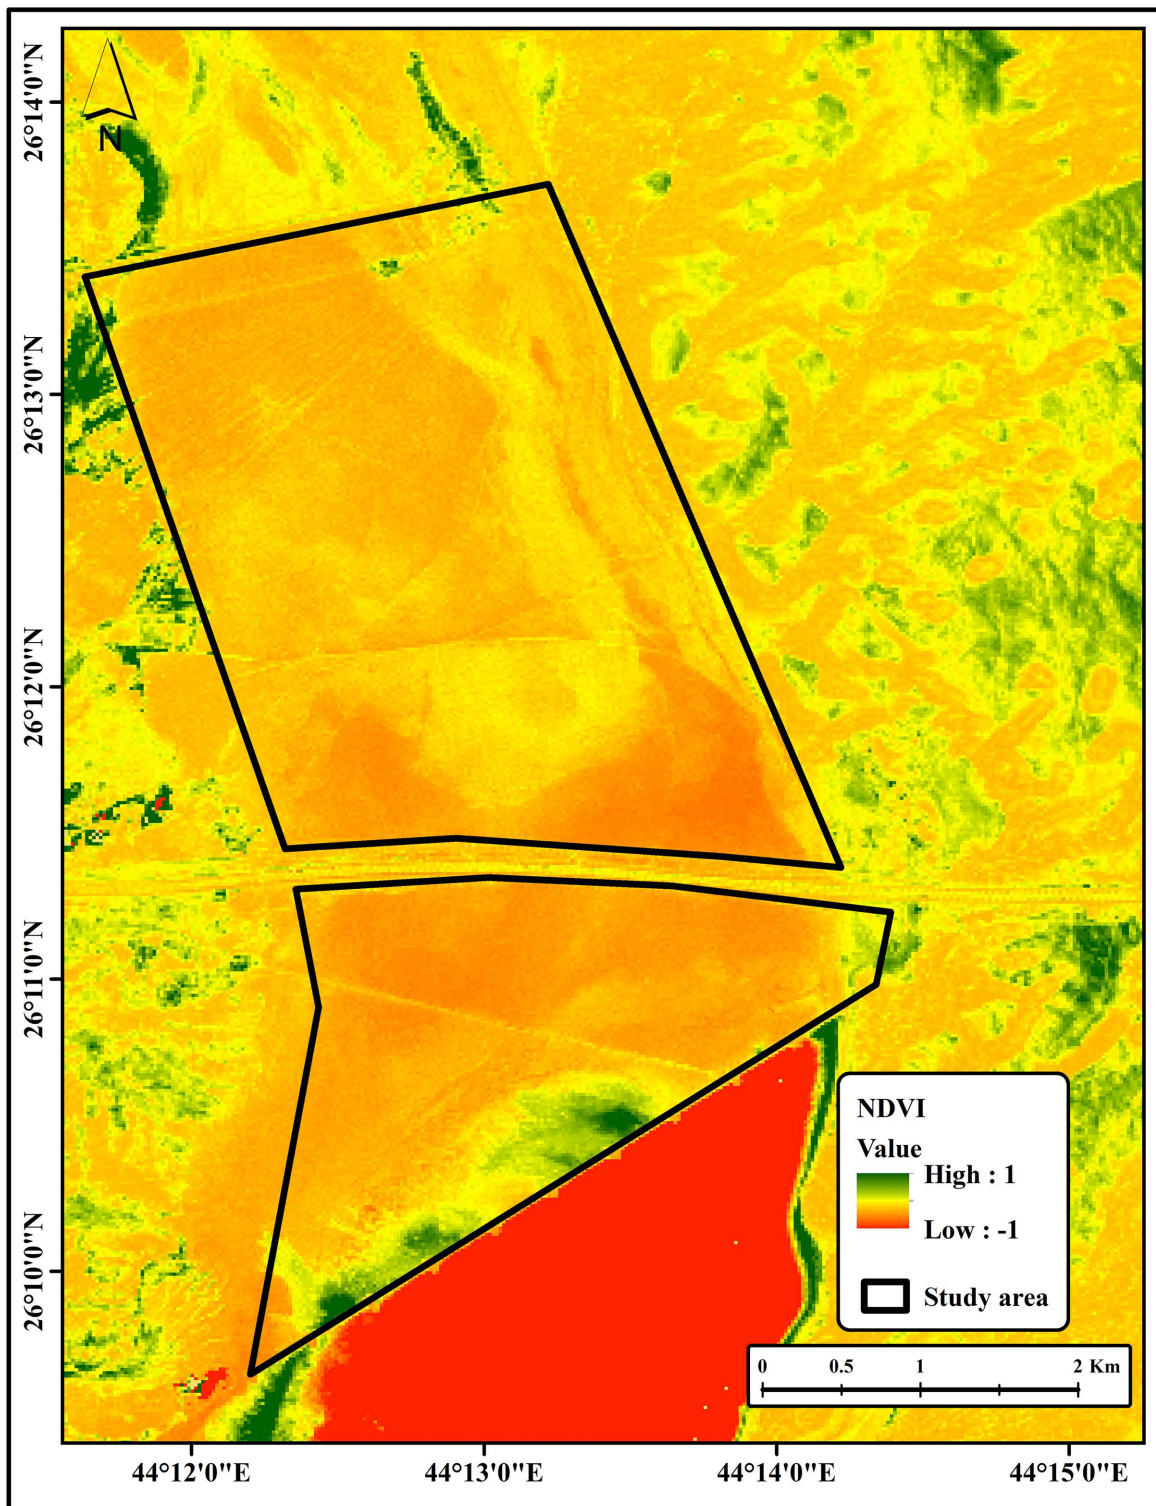 N
26°14'0"N
26°13'0"N
26°12'0"N
26°11'0"N
26°10'0"N
NDVI
Value
High : 1
Low : -1
Study area
0 0.5 1 2 Km
44°12'0"E 44°13'0"E 44°14'0"E 44°15'0"E